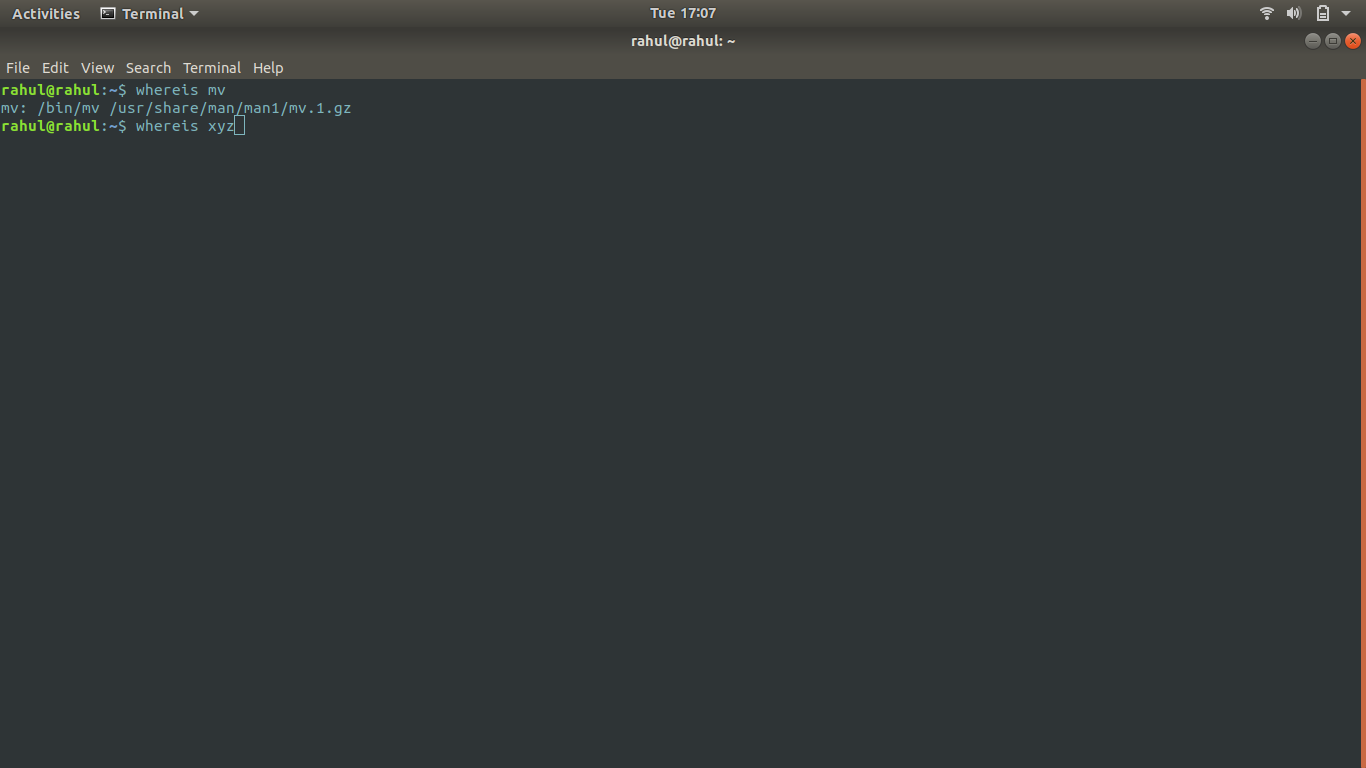 Activities Terminal Tue 17:07
rahul@rahul: ~
File Edit View Search Terminal Help
rahul@rahul:~$ whereis mv
mv: /bin/mv /usr/share/man/man1/mv.1.gz
rahul@rahul:~$ whereis xyz